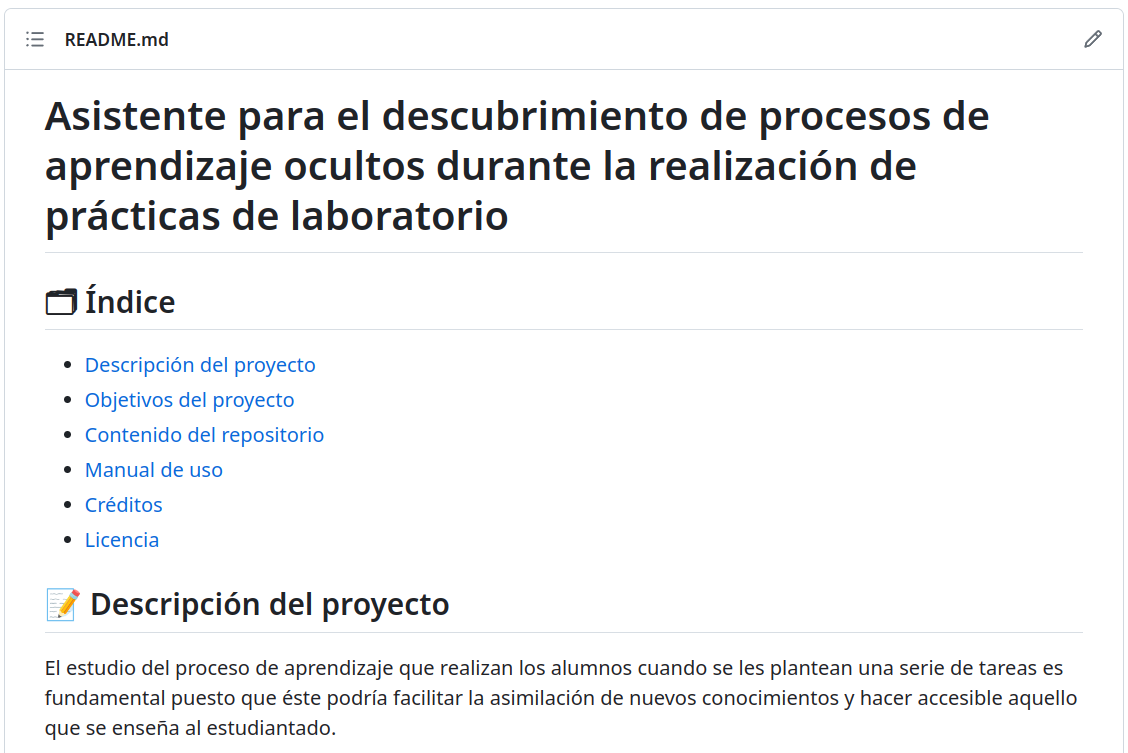 README.md
Asistente para el descubrimiento de procesos de
aprendizaje ocultos durante la realización de
prácticas de laboratorio
🗂 Índice
Descripción del proyecto
Objetivos del proyecto
Contenido del repositorio
Manual de uso
Créditos
Licencia
📝 Descripción del proyecto
El estudio del proceso de aprendizaje que realizan los alumnos cuando se les plantean una serie de tareas es
fundamental puesto que éste podría facilitar la asimilación de nuevos conocimientos y hacer accesible aquello
que se enseña al estudiantado.